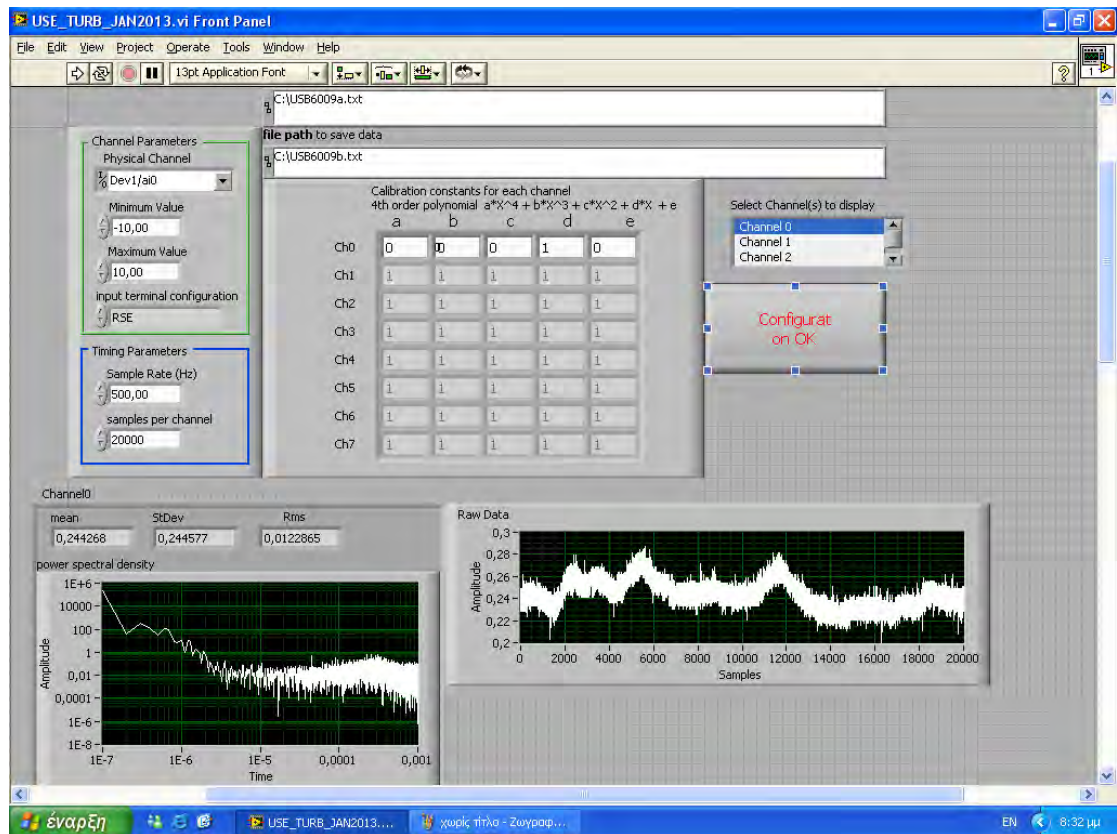 USE_TURB_JAN2013.vi Front Panel
File Edit View Project Operate Tools Window Help
13pt Application Font
1
C:\USB6009a.txt
file path to save data
C:\USB6009b.txt
Channel Parameters
Physical Channel
Dev1/ai0
Minimum Value
-10,00
Maximum Value
10,00
input terminal configuration
RSE
Timing Parameters
Sample Rate (Hz)
500,00
samples per channel
20000
Calibration constants for each channel
4th order polynomial a*X^4 + b*X^3 + c*X^2 + d*X + e
a b c d e
Ch0 0 0 0 1 0
Ch1 1 1 1 1 1
Ch2 1 1 1 1 1
Ch3 1 1 1 1 1
Ch4 1 1 1 1 1
Ch5 1 1 1 1 1
Ch6 1 1 1 1 1
Ch7 1 1 1 1 1
Select Channel(s) to display
Channel 0
Channel 1
Channel 2
Configurat
on OK
Channel0
mean StDev Rms
0,244268 0,244577 0,0122865
power spectral density
Amplitude
1E+6
10000
100
1
0,01
0,0001
1E-6
1E-8
1E-7 1E-6 1E-5 0,0001 0,001
Time
Raw Data
Amplitude
0,3
0,28
0,26
0,24
0,22
0,2
0 2000 4000 6000 8000 10000 12000 14000 16000 18000 20000
Samples
έναρξη USE_TURB_JAN2013.... χωρίς τίτλο - Ζωγραφ... EN 8:32 μμ